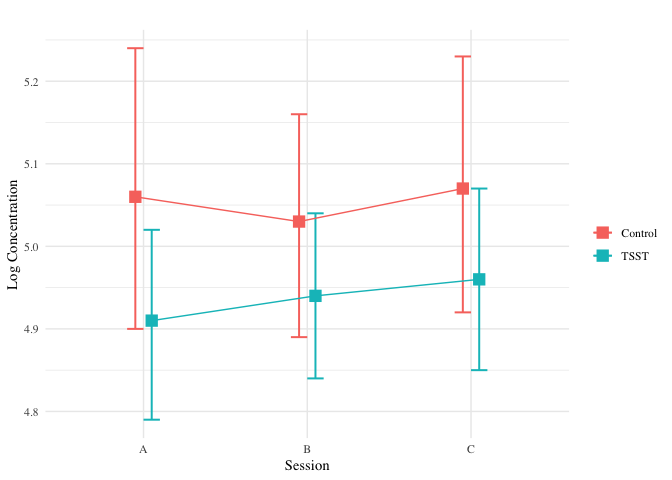 5.2
5.1
5.0
4.9
4.8
Log Concentration
A B C
Session
Control
TSST